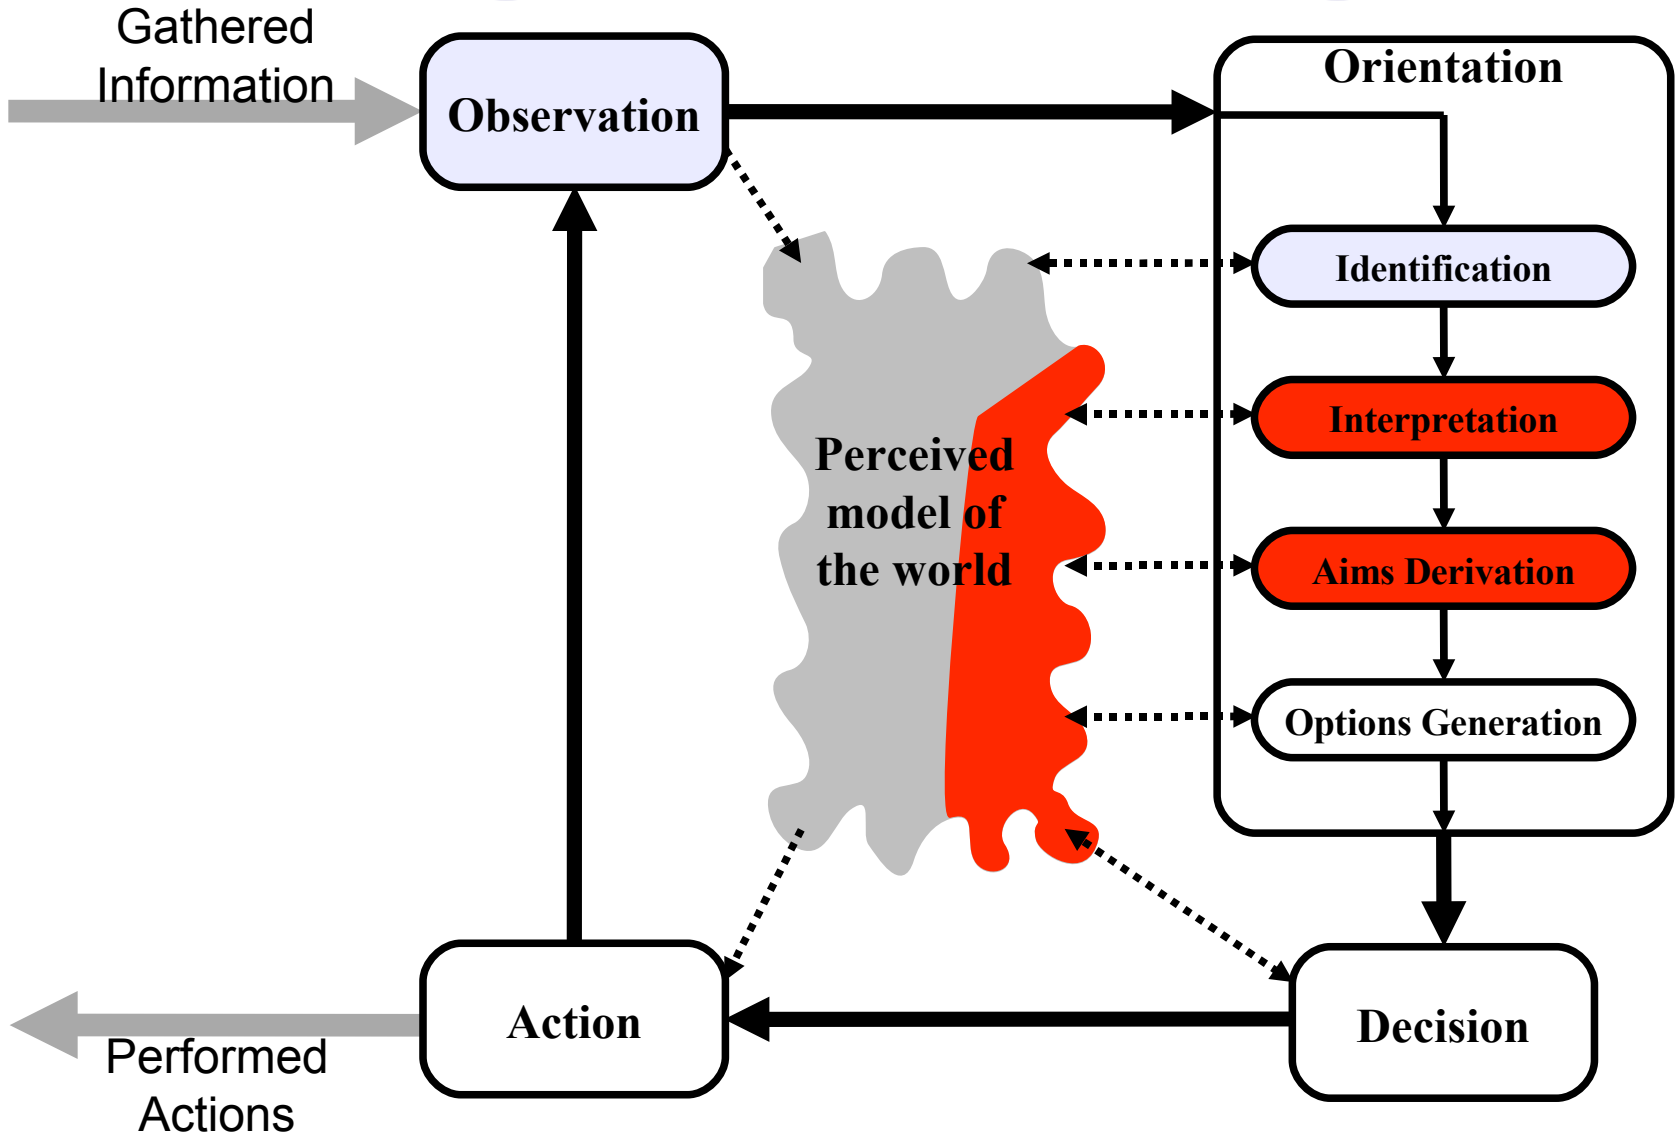 Gathered
Information
Observation
Orientation
Identification
Interpretation
Perceived
model of
the world
Aims Derivation
Options Generation
Action
Decision
Performed
Actions